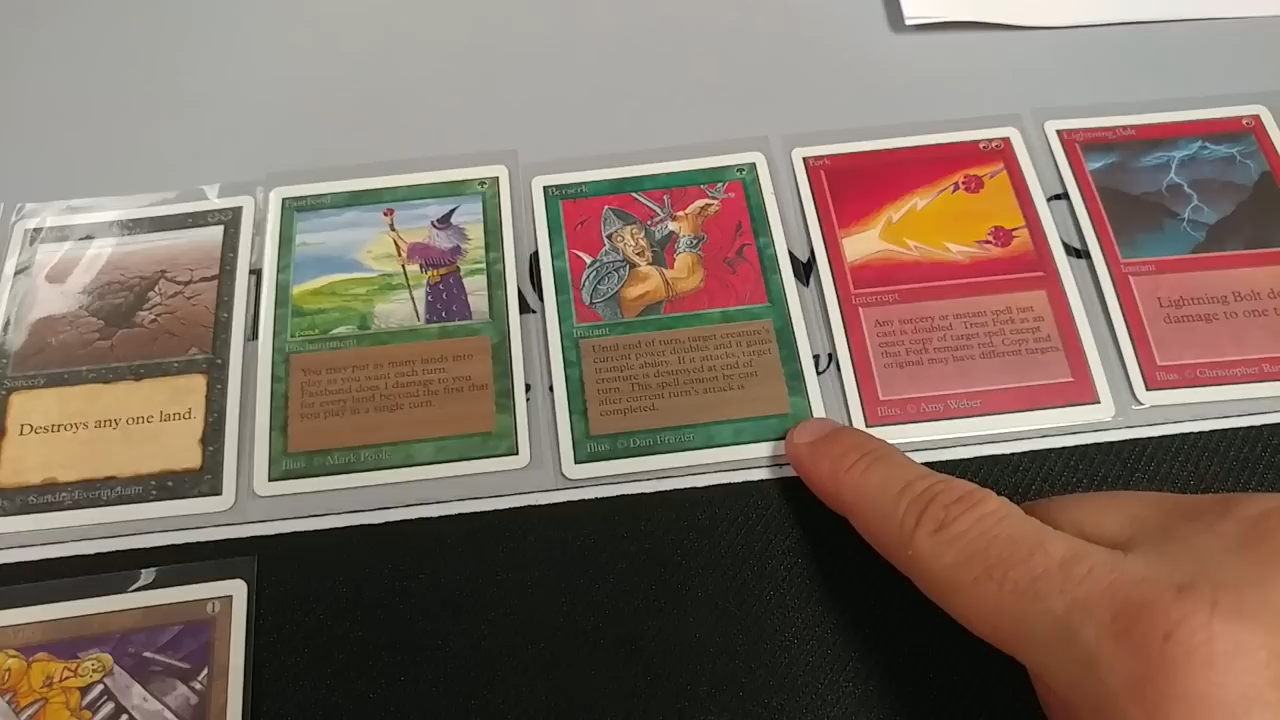 Sorcery
Destroys any one land.
Sandra Everingham
Fastbond
Enchantment
You may put as many lands into
play as you want each turn.
Fastbond does 1 damage to you
for every land beyond the first that
you play in a single turn.
Illus. © Mark Poole
Berserk
Instant
Until end of turn, target creature's
current power doubles and it gains
trample ability. If it attacks, target
creature is destroyed at end of
turn. This spell cannot be cast
after current turn's attack is
completed.
Illus. © Dan Frazier
Fork
Interrupt
Any sorcery or instant spell just
cast is doubled. Treat Fork as an
exact copy of target spell except
that Fork remains red. Copy and
original may have different targets.
Illus. © Amy Weber
Lightning Bolt
Instant
Lightning Bolt do
damage to one t
Illus. © Christopher Rus
1